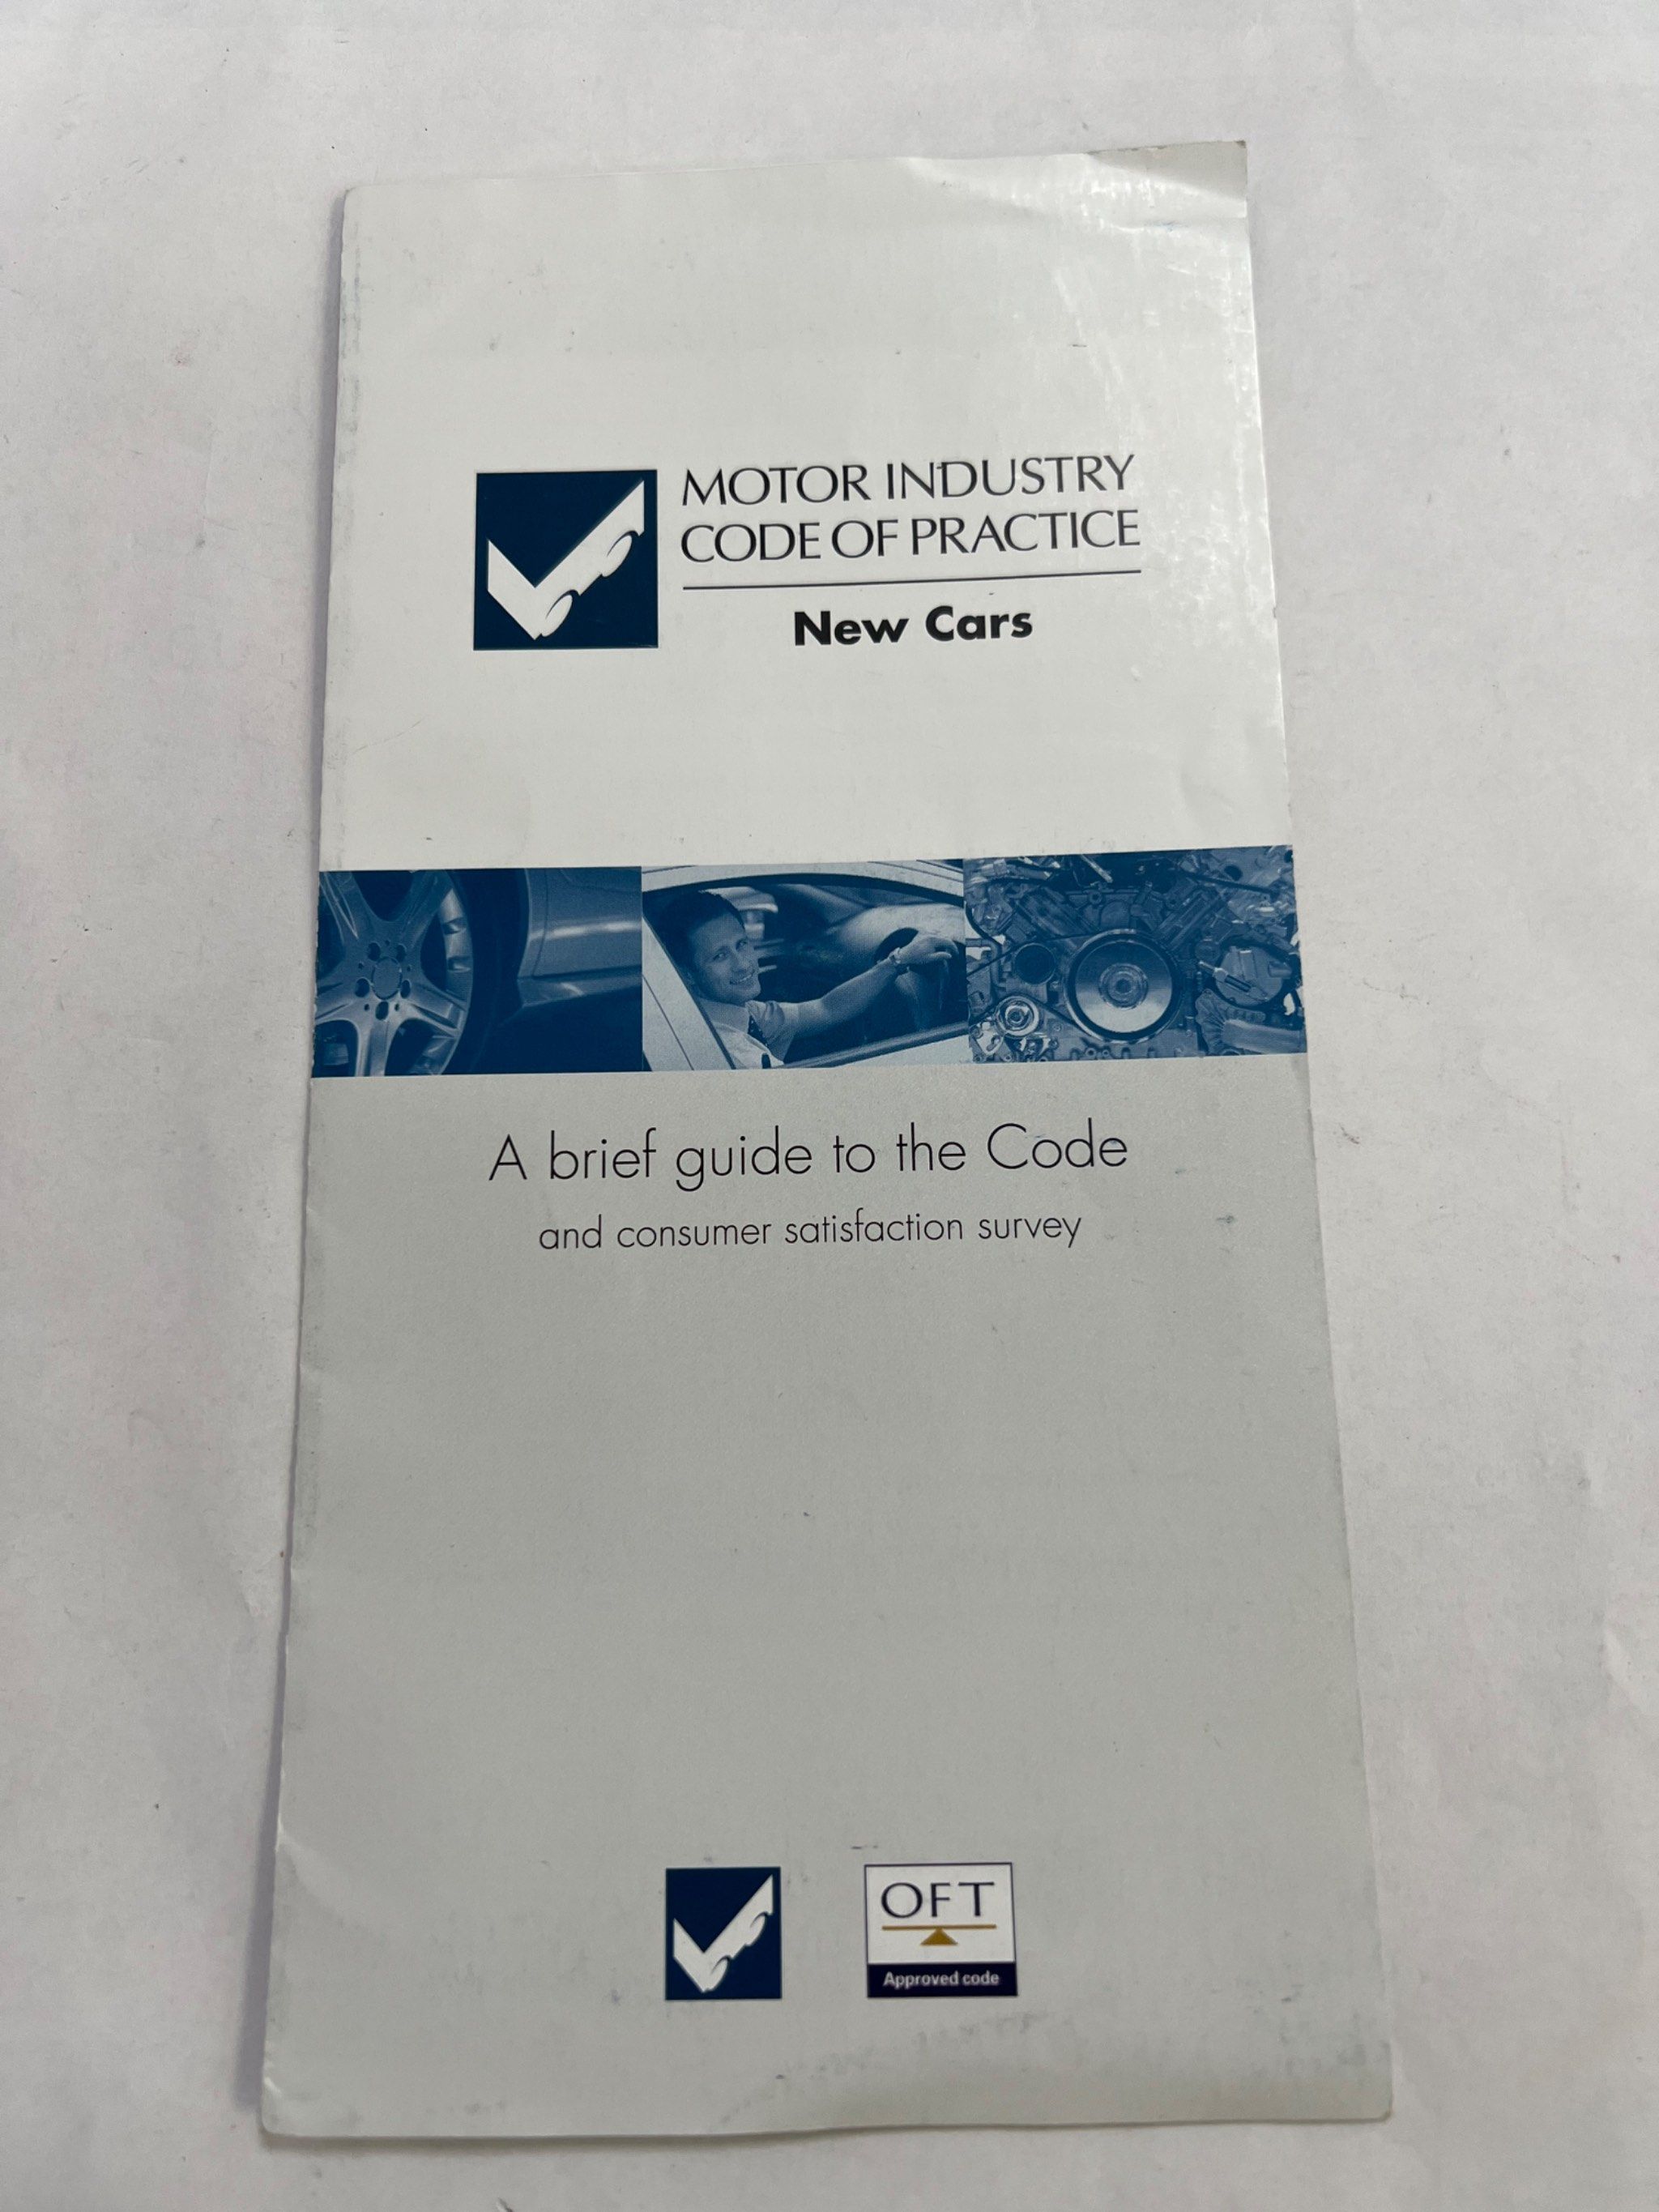 MOTOR INDUSTRY
CODE OF PRACTICE
New Cars
A brief guide to the Code
and consumer satisfaction survey
OFT
Approved code